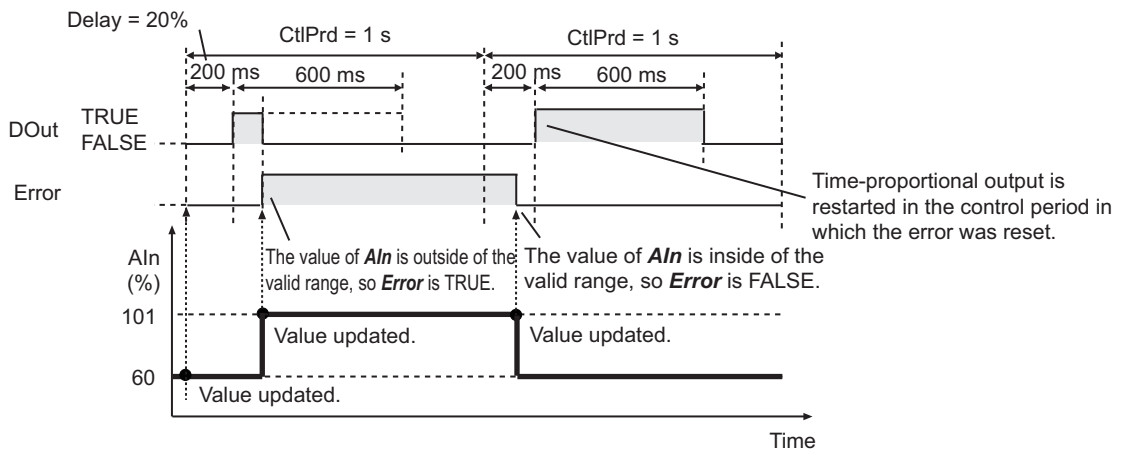 Delay = 20%
CtlPrd = 1 s
CtlPrd = 1 s
200 ms
600 ms
200 ms
600 ms
DOut
TRUE
FALSE
Error
Time-proportional output is
restarted in the control period in
which the error was reset.
The value of AIn is outside of the
valid range, so Error is TRUE.
The value of AIn is inside of the
valid range, so Error is FALSE.
AIn
(%)
101
Value updated.
Value updated.
60
Value updated.
Time